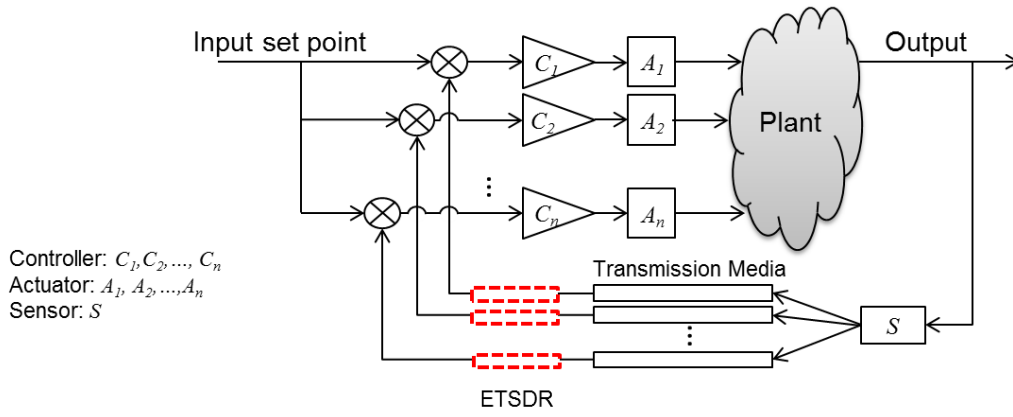 Input set point
Output
C1
A1
C2
A2
Plant
...
Cn
An
Controller: C1,C2,..., Cn
Actuator: A1, A2,...,An
Sensor: S
Transmission Media
S
...
ETSDR